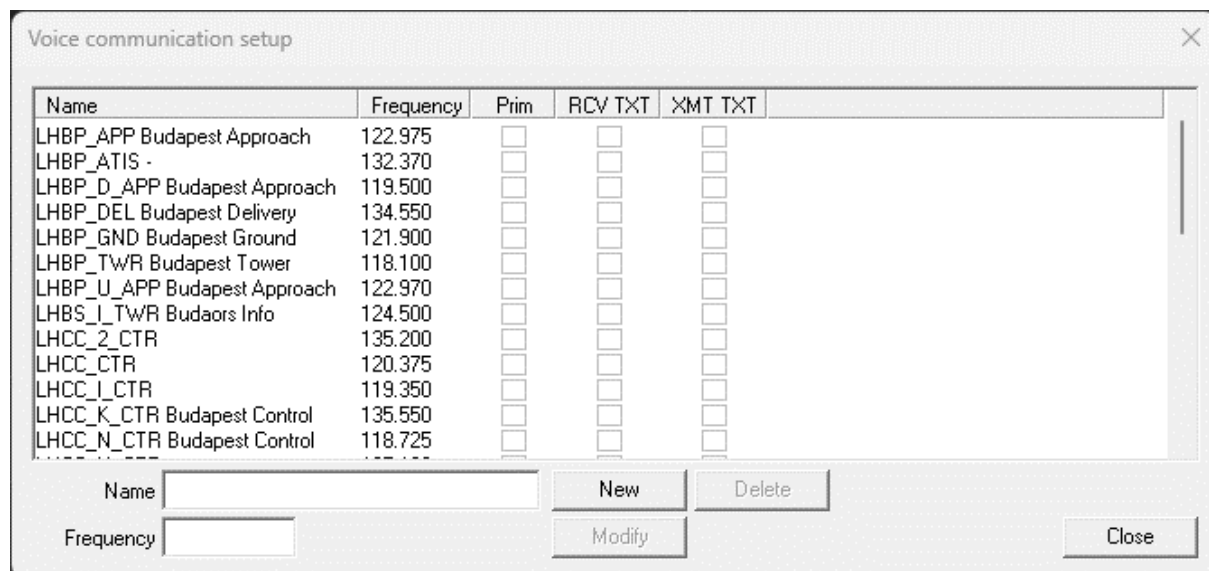 Voice communication setup
Name Frequency Prim RCV TXT XMT TXT
LHBP_APP Budapest Approach 122.975
LHBP_ATIS - 132.370
LHBP_D_APP Budapest Approach 119.500
LHBP_DEL Budapest Delivery 134.550
LHBP_GND Budapest Ground 121.900
LHBP_TWR Budapest Tower 118.100
LHBP_U_APP Budapest Approach 122.970
LHBS_I_TWR Budaors Info 124.500
LHCC_2_CTR 135.200
LHCC_CTR 120.375
LHCC_I_CTR 119.350
LHCC_K_CTR Budapest Control 135.550
LHCC_N_CTR Budapest Control 118.725
Name New Delete
Frequency Modify Close